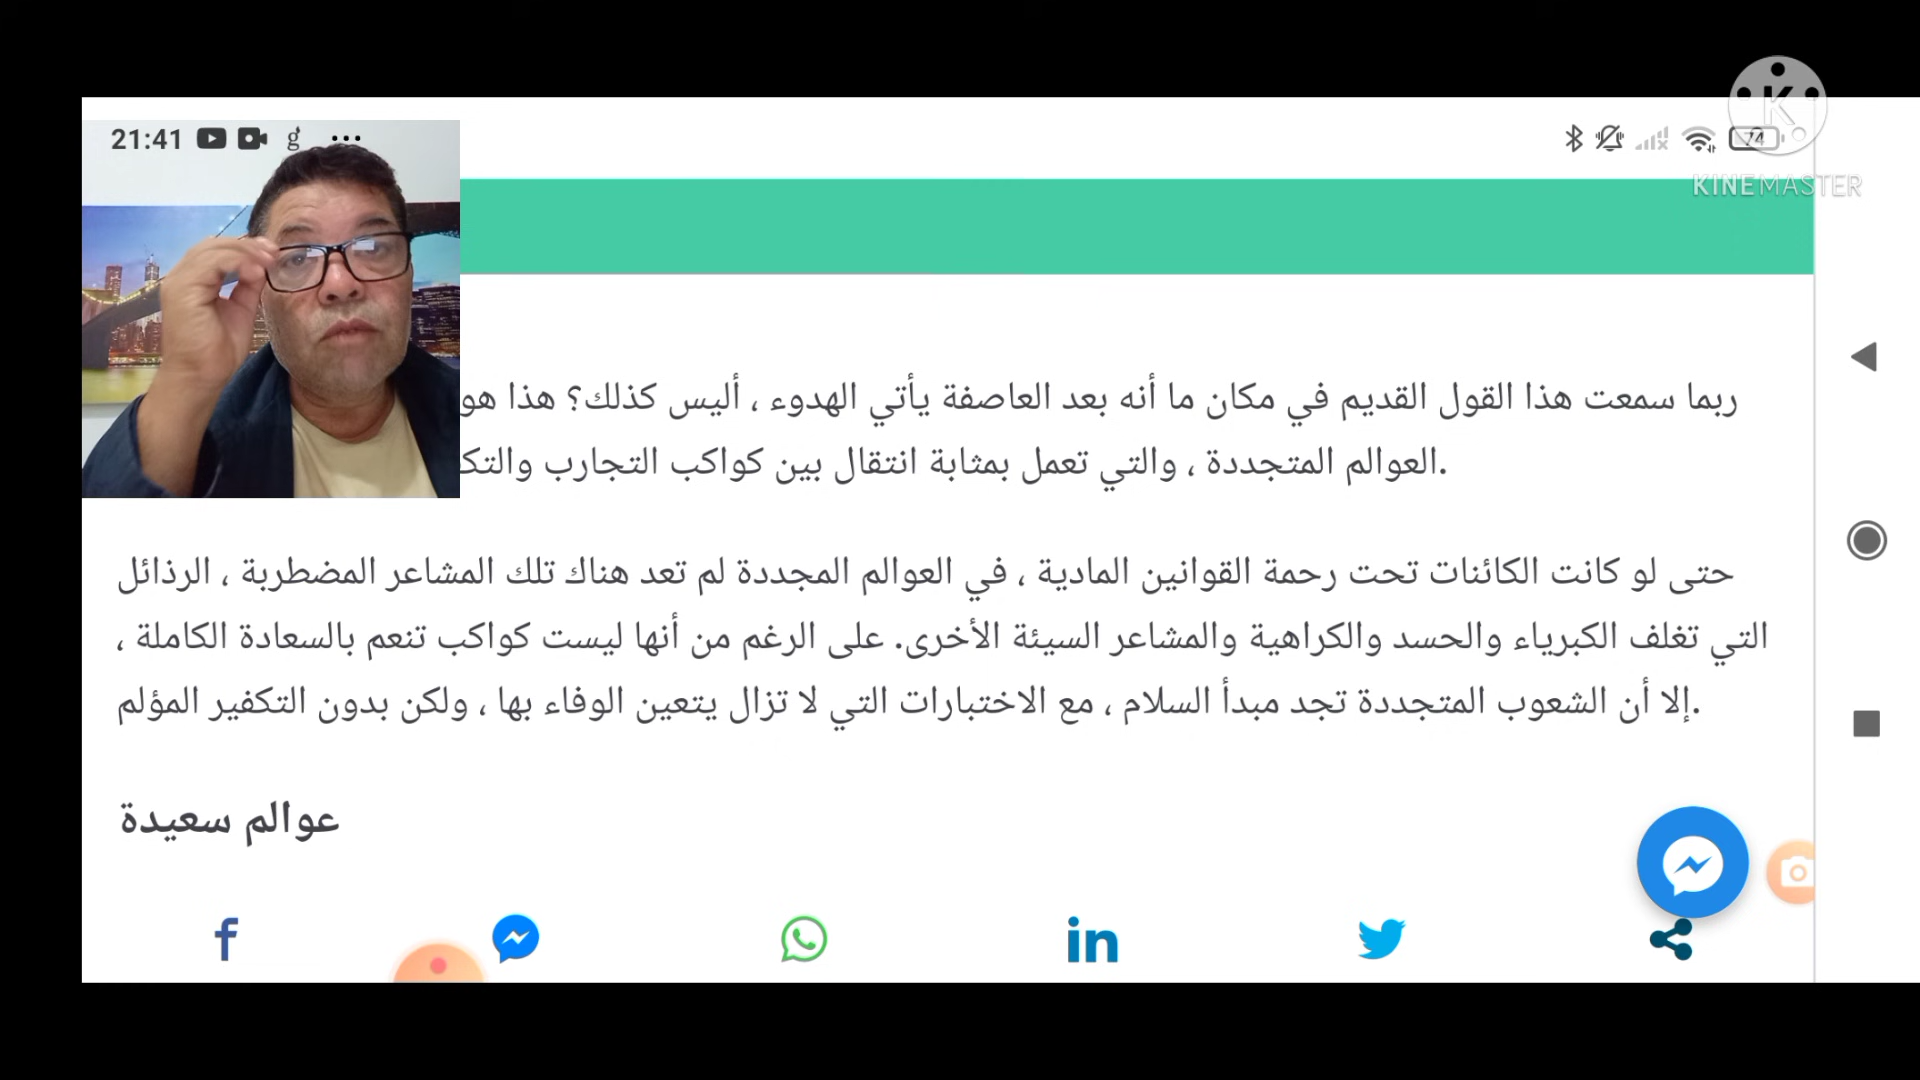 21:41
74
KINEMASTER
ربما سمعت هذا القول القديم في مكان ما أنه بعد العاصفة يأتي الهدوء ، أليس كذلك؟ هذا هو
العوالم المتجددة ، والتي تعمل بمثابة انتقال بين كواكب التجارب والتك.
حتى لو كانت الكائنات تحت رحمة القوانين المادية ، في العوالم المجددة لم تعد هناك تلك المشاعر المضطربة ، الرذائل
التي تغلف الكبرياء والحسد والكراهية والمشاعر السيئة الأخرى. على الرغم من أنها ليست كواكب تنعم بالسعادة الكاملة ،
إلا أن الشعوب المتجددة تجد مبدأ السلام ، مع الاختبارات التي لا تزال يتعين الوفاء بها ، ولكن بدون التكفير المؤلم.
عوالم سعيدة